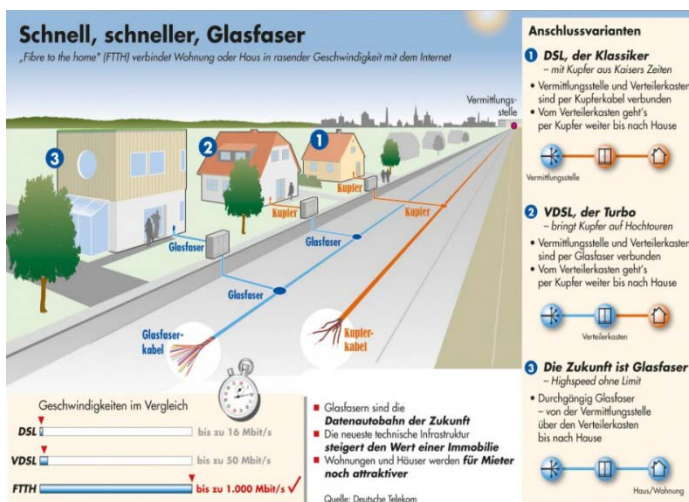 Schnell, schneller, Glasfaser
„Fibre to the home" (FTTH) verbindet Wohnung oder Haus in rasender Geschwindigkeit mit dem Internet
Vermittlungs-
stelle
3
2
1
Kupfer
Kupfer
Kupfer
Glasfaser
Glasfaser
Glasfaser
Glasfaser-
kabel
Kupfer-
kabel
Geschwindigkeiten im Vergleich
DSL bis zu 16 Mbit/s
VDSL bis zu 50 Mbit/s
FTTH bis zu 1.000 Mbit/s
Glasfasern sind die
Datenautobahn der Zukunft
Die neueste technische Infrastruktur
steigert den Wert einer Immobilie
Wohnungen und Häuser werden für Mieter
noch attraktiver
Quelle: Deutsche Telekom
Anschlussvarianten
1 DSL, der Klassiker
– mit Kupfer aus Kaisers Zeiten
• Vermittlungsstelle und Verteilerkasten
sind per Kupferkabel verbunden
• Vom Verteilerkasten geht's
per Kupfer weiter bis nach Hause
Vermittlungsstelle
2 VDSL, der Turbo
– bringt Kupfer auf Hochtouren
• Vermittlungsstelle und Verteilerkasten
sind per Glasfaser verbunden
• Vom Verteilerkasten geht's
per Kupfer weiter bis nach Hause
Verteilerkasten
3 Die Zukunft ist Glasfaser
– Highspeed ohne Limit
• Durchgängig Glasfaser
– von der Vermittlungsstelle
über den Verteilerkasten
bis nach Hause
Haus/Wohnung